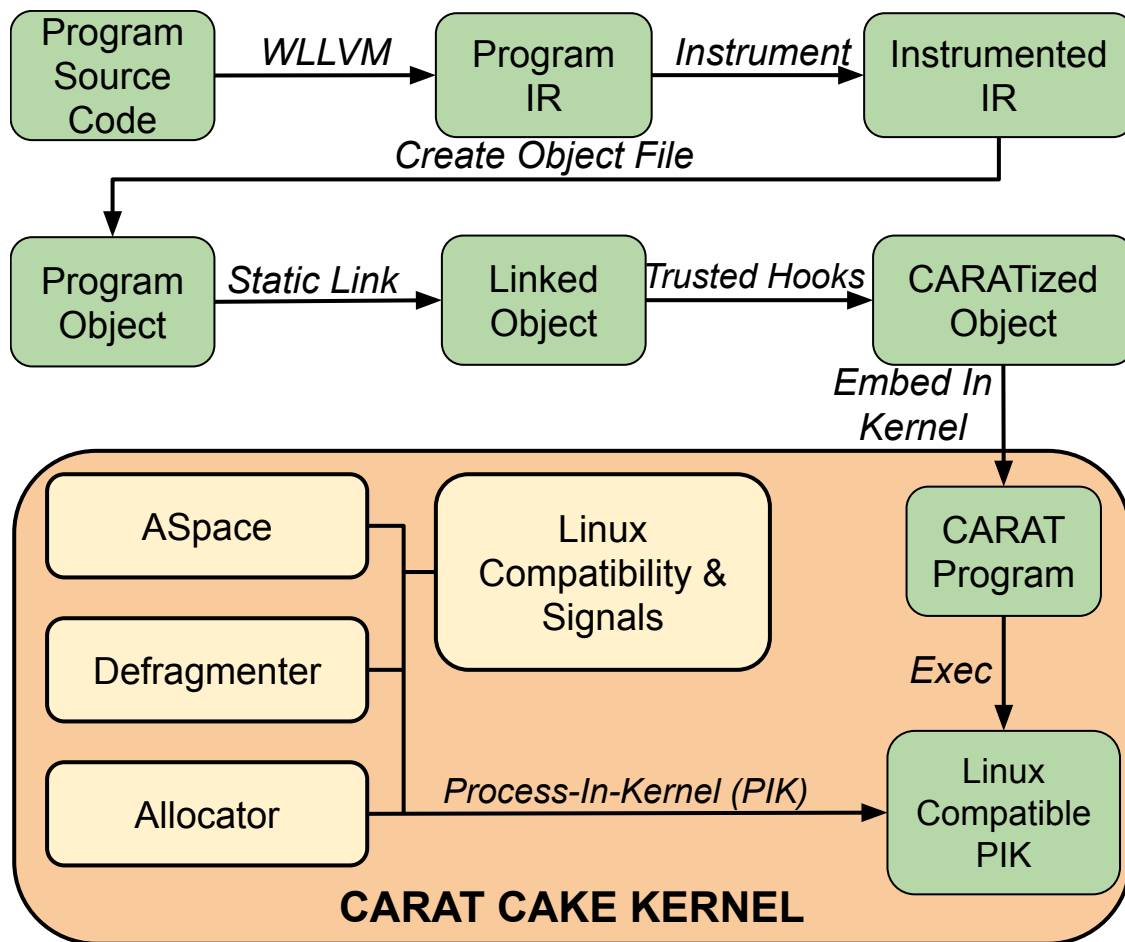 Program
Source
Code
WLLVM
Program
IR
Instrument
Instrumented
IR
Create Object File
Program
Object
Static Link
Linked
Object
Trusted Hooks
CARATized
Object
Embed In
Kernel
ASpace
Linux
Compatibility &
Signals
CARAT
Program
Defragmenter
Exec
Allocator
Process-In-Kernel (PIK)
Linux
Compatible
PIK
CARAT CAKE KERNEL